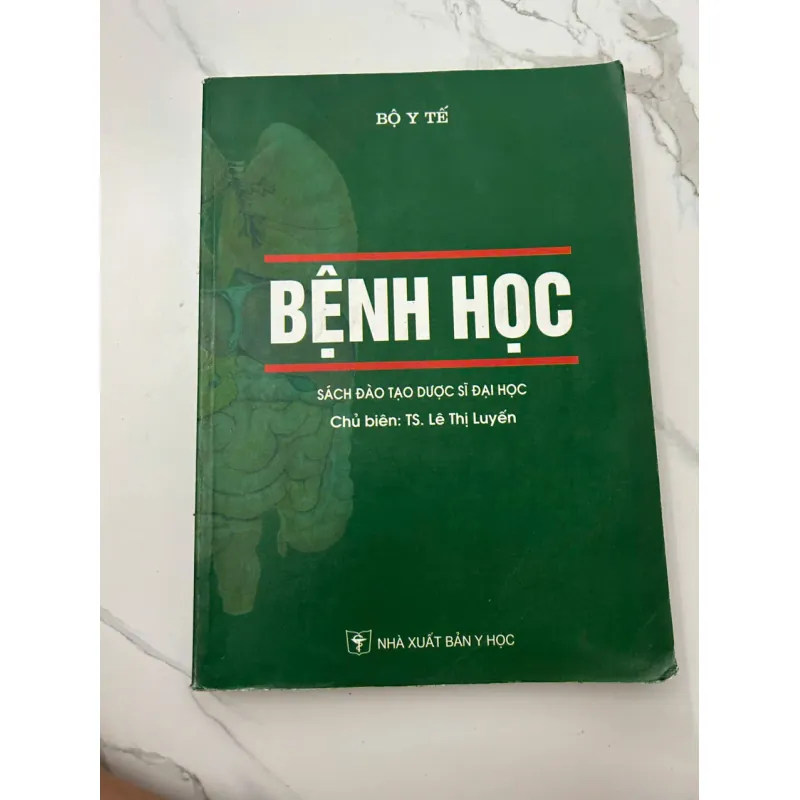 BỘ Y TẾ
BỆNH HỌC
SÁCH ĐÀO TẠO DƯỢC SĨ ĐẠI HỌC
Chủ biên: TS. Lê Thị Luyến
NHÀ XUẤT BẢN Y HỌC